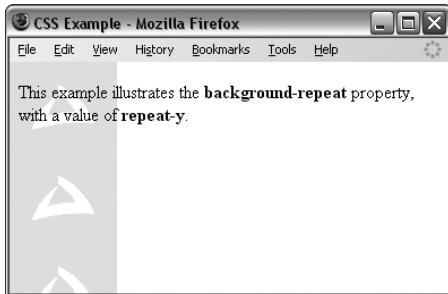 CSS Example - Mozilla Firefox
File Edit View History Bookmarks Tools Help
This example illustrates the background-repeat property,
with a value of repeat-y.